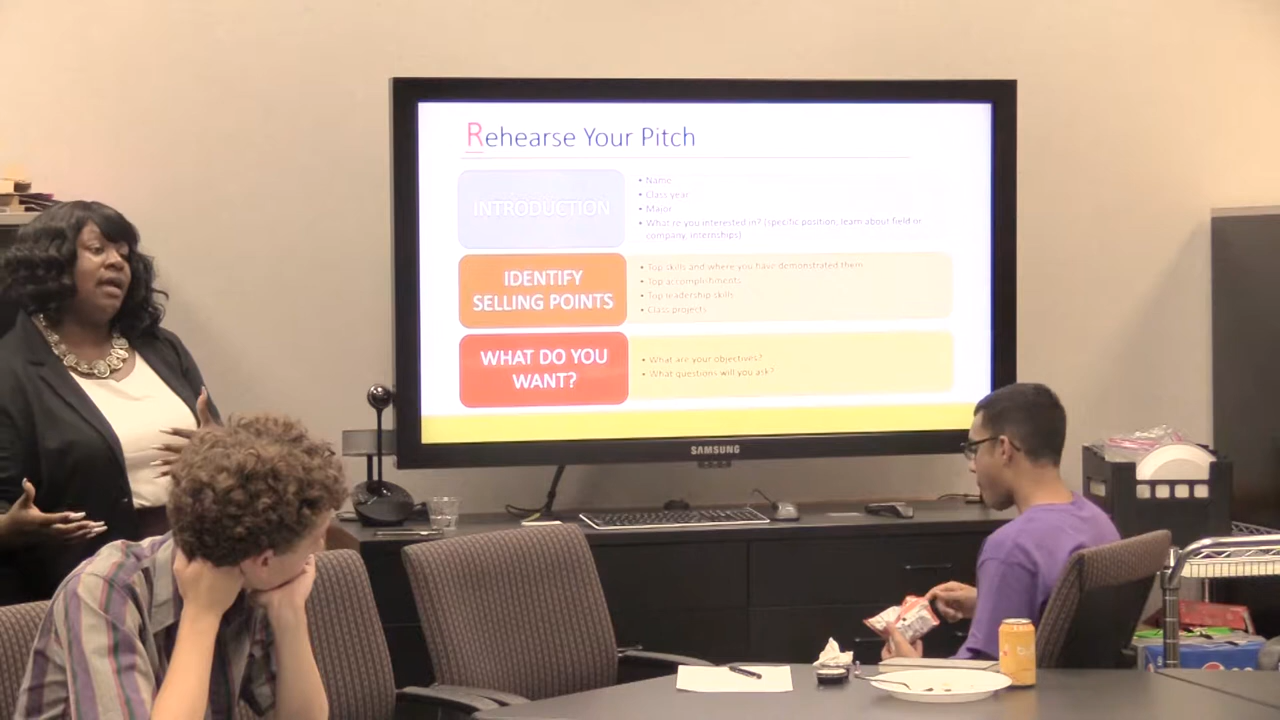 Rehearse Your Pitch
INTRODUCTION
• Name
• Class year
• Major
• What re you interested in? (specific position, learn about field or
company, internships)
IDENTIFY
SELLING POINTS
• Top skills and where you have demonstrated them
• Top accomplishments
• Top leadership skills
• Class projects
WHAT DO YOU
WANT?
• What are your objectives?
• What questions will you ask?
SAMSUNG